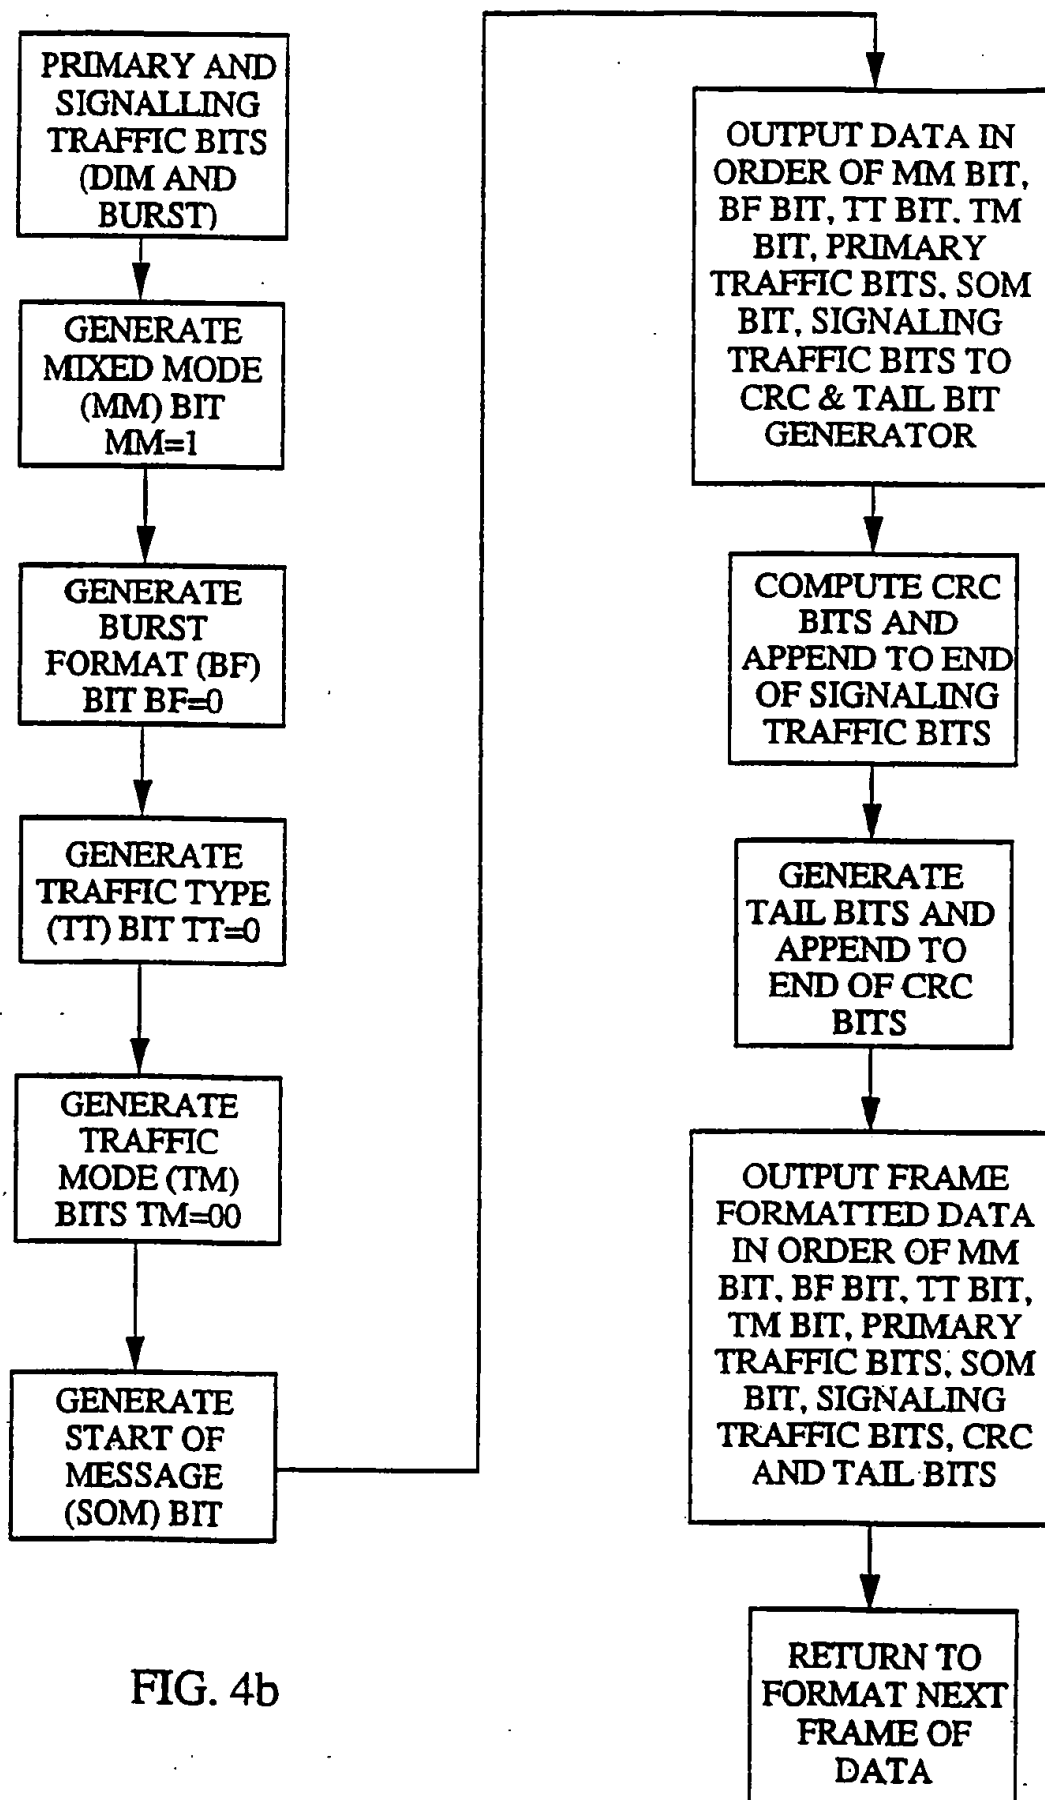 PRIMARY AND
SIGNALLING
TRAFFIC BITS
(DIM AND
BURST)
GENERATE
MIXED MODE
(MM) BIT
MM=1
GENERATE
BURST
FORMAT (BF)
BIT BF=0
GENERATE
TRAFFIC TYPE
(TT) BIT TT=0
GENERATE
TRAFFIC
MODE (TM)
BITS TM=00
GENERATE
START OF
MESSAGE
(SOM) BIT
OUTPUT DATA IN
ORDER OF MM BIT,
BF BIT, TT BIT. TM
BIT, PRIMARY
TRAFFIC BITS, SOM
BIT, SIGNALING
TRAFFIC BITS TO
CRC & TAIL BIT
GENERATOR
COMPUTE CRC
BITS AND
APPEND TO END
OF SIGNALING
TRAFFIC BITS
GENERATE
TAIL BITS AND
APPEND TO
END OF CRC
BITS
OUTPUT FRAME
FORMATTED DATA
IN ORDER OF MM
BIT, BF BIT, TT BIT,
TM BIT, PRIMARY
TRAFFIC BITS, SOM
BIT, SIGNALING
TRAFFIC BITS, CRC
AND TAIL BITS
RETURN TO
FORMAT NEXT
FRAME OF
DATA
FIG. 4b